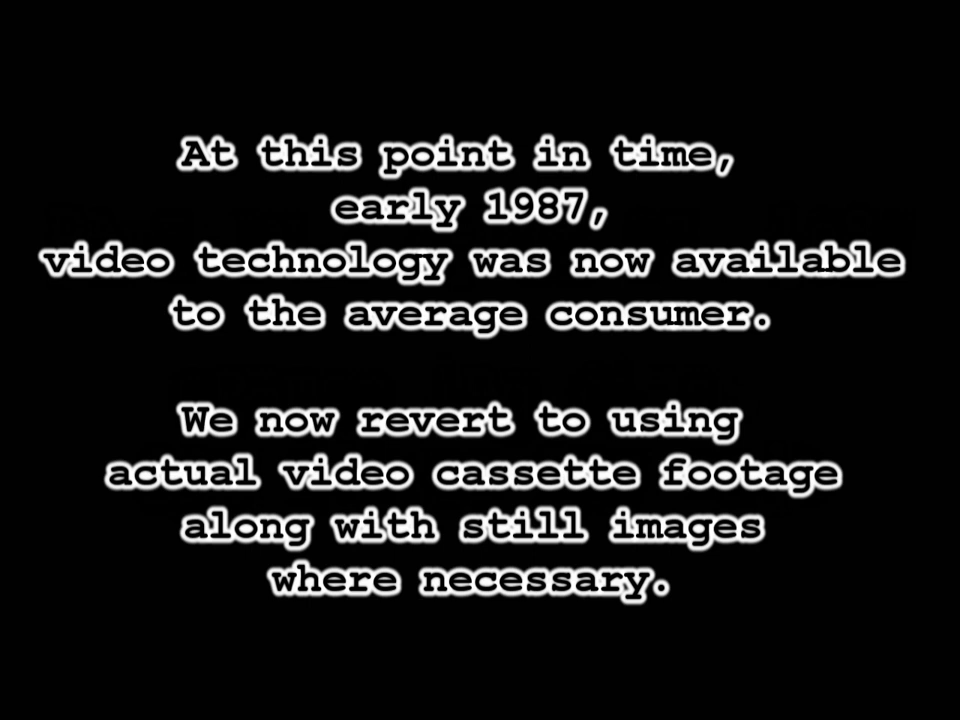 At this point in time,
early 1987,
video technology was now available
to the average consumer.
We now revert to using
actual video cassette footage
along with still images
where necessary.